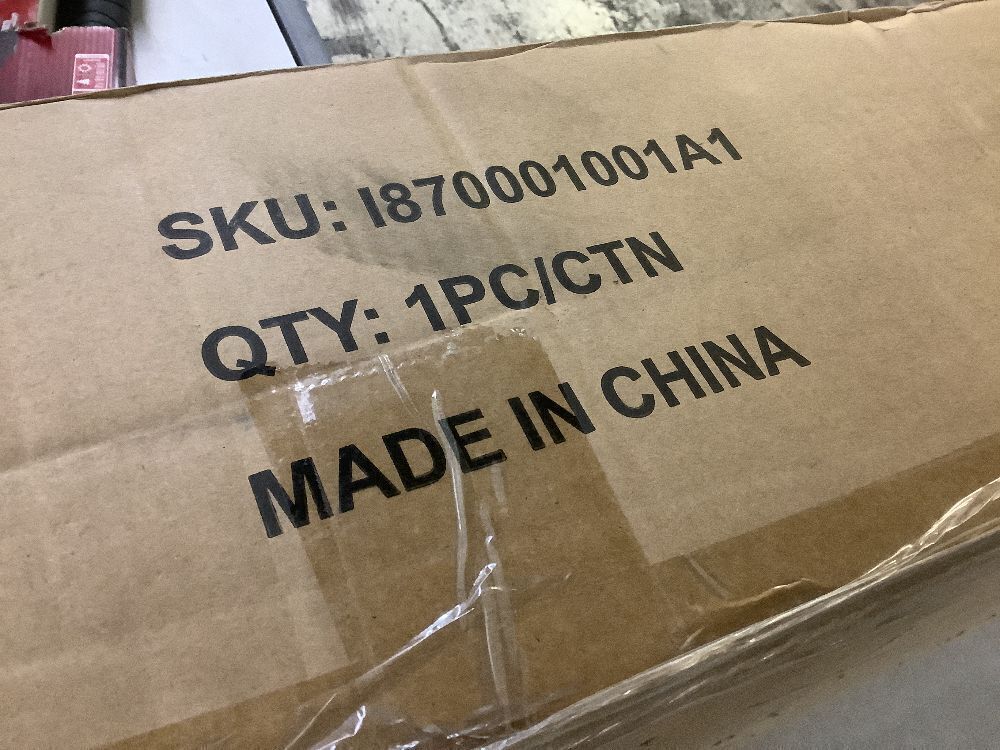 SKU: I870001001A1
QTY: 1PC/CTN
MADE IN CHINA